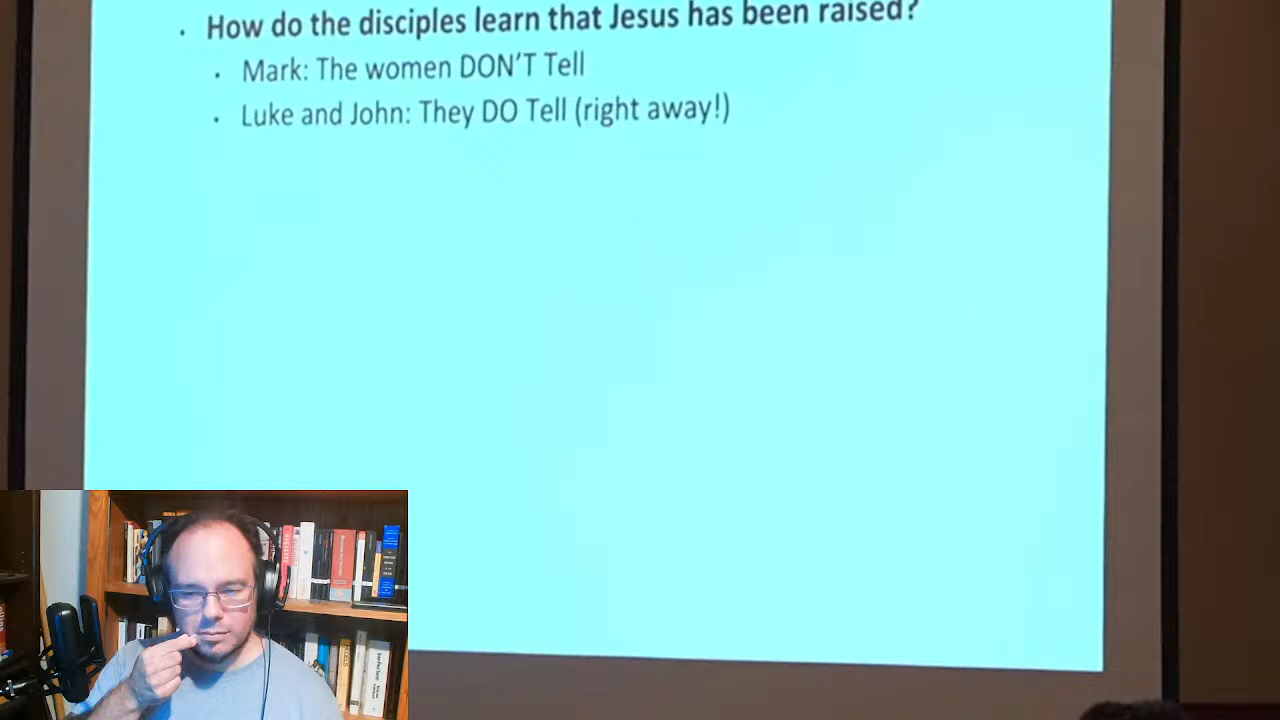 How do the disciples learn that Jesus has been raised?
Mark: The women DON'T Tell
Luke and John: They DO Tell (right away!)